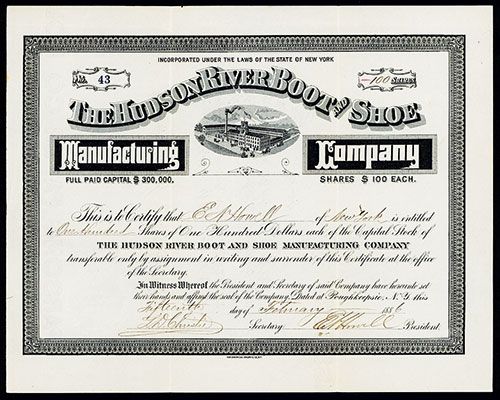 INCORPORATED UNDER THE LAWS OF THE STATE OF NEW YORK
No. 43
100 Shares
THE HUDSON RIVER BOOT AND SHOE
Manufacturing Company
FULL PAID CAPITAL $ 300,000. SHARES $ 100 EACH.
This is to Certify that E. A. Howell of New York is entitled
to One hundred Shares of One Hundred Dollars each of the Capital Stock of
THE HUDSON RIVER BOOT AND SHOE MANUFACTURING COMPANY
transferable only by assignment in writing and surrender of this Certificate at the office
of the Secretary.
In Witness Whereof the President and Secretary of said Company have hereunto set
their hands and affixed the seal of the Company, Dated at Poughkeepsie, N.Y. this
Fifteenth day of February 1886
Secretary. Howell President.